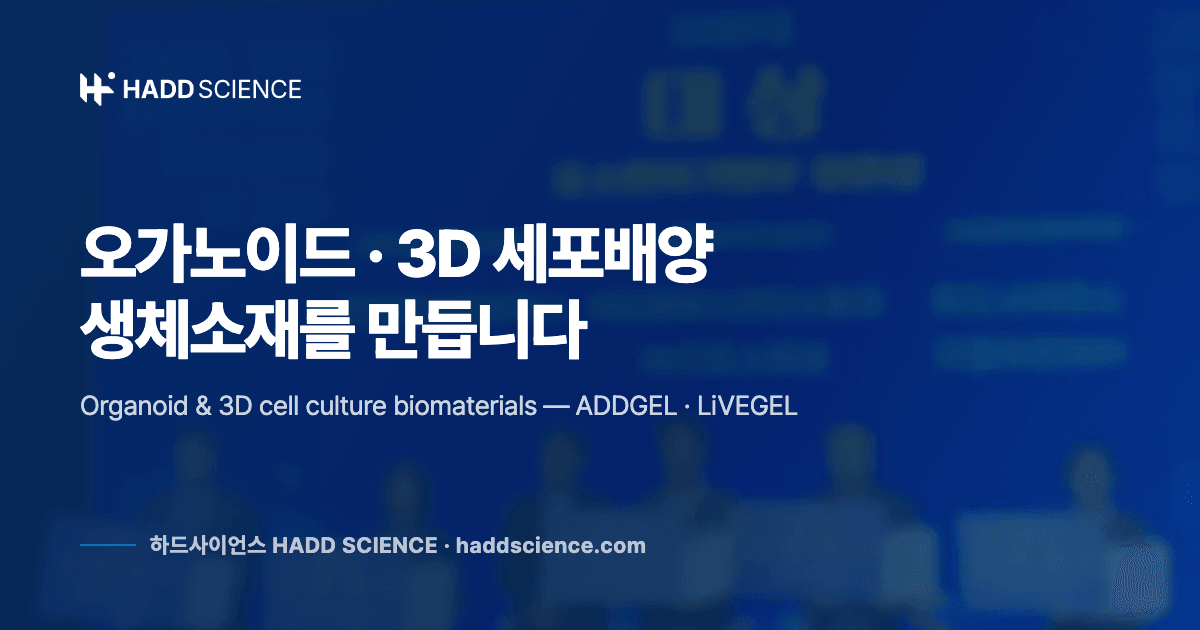 HADD SCIENCE
오가노이드 · 3D 세포배양
생체소재를 만듭니다
Organoid & 3D cell culture biomaterials — ADDGEL · LiVEGEL
하드사이언스 HADD SCIENCE · haddscience.com